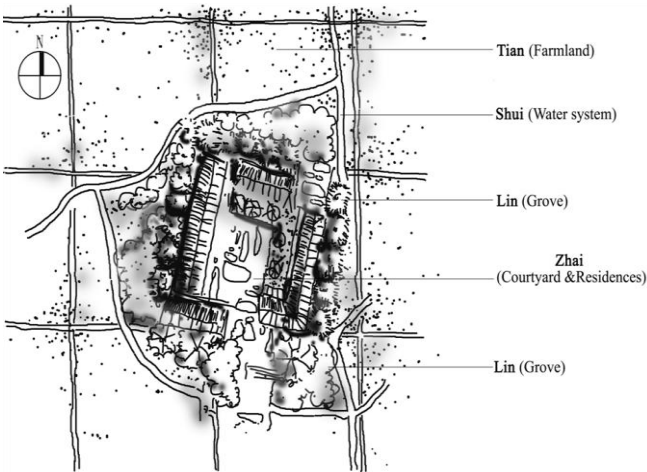 N
Tian (Farmland)
Shui (Water system)
Lin (Grove)
Zhai
(Courtyard &Residences)
Lin (Grove)